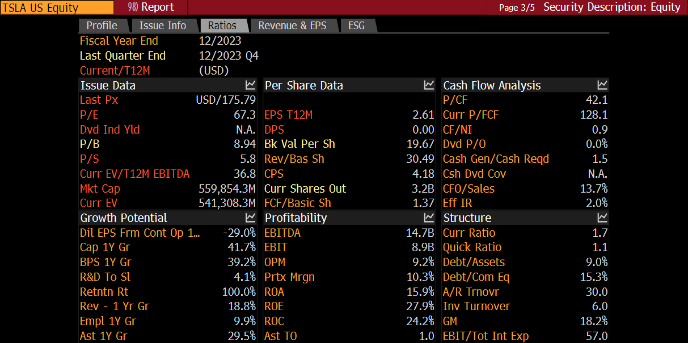 TSLA US Equity 98) Report Page 3/5 Security Description: Equity
Profile Issue Info Ratios Revenue & EPS ESG
Fiscal Year End 12/2023
Last Quarter End 12/2023 Q4
Current/T12M (USD)
Issue Data Per Share Data Cash Flow Analysis
Last Px USD/175.79 P/CF 42.1
P/E 67.3 EPS T12M 2.61 Curr P/FCF 128.1
Dvd Ind Yld N.A. DPS 0.00 CF/NI 0.9
P/B 8.94 Bk Val Per Sh 19.67 Dvd P/O 0.0%
P/S 5.8 Rev/Bas Sh 30.49 Cash Gen/Cash Reqd 1.5
Curr EV/T12M EBITDA 36.8 CPS 4.18 Csh Dvd Cov N.A.
Mkt Cap 559,854.3M Curr Shares Out 3.2B CFO/Sales 13.7%
Curr EV 541,308.3M FCF/Basic Sh 1.37 Eff IR 2.0%
Growth Potential Profitability Structure
Dil EPS Frm Cont Op 1... -29.0% EBITDA 14.7B Curr Ratio 1.7
Cap 1Y Gr 41.7% EBIT 8.9B Quick Ratio 1.1
BPS 1Y Gr 39.2% OPM 9.2% Debt/Assets 9.0%
R&D To Sl 4.1% Prtx Mrgn 10.3% Debt/Com Eq 15.3%
Retntn Rt 100.0% ROA 15.9% A/R Trnovr 30.0
Rev - 1 Yr Gr 18.8% ROE 27.9% Inv Turnover 6.0
Empl 1Y Gr 9.9% ROC 24.2% GM 18.2%
Ast 1Y Gr 29.5% Ast TO 1.0 EBIT/Tot Int Exp 57.0